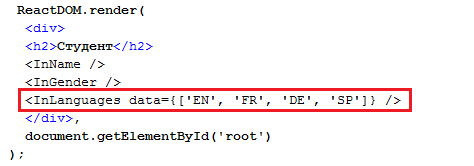 ReactDOM.render(
<div>
<h2>Студент</h2>
<InName />
<InGender />
<InLanguages data={['EN', 'FR', 'DE', 'SP']} />
</div>,
document.getElementById('root')
);